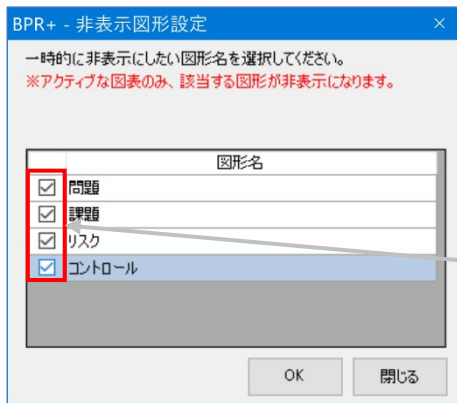 BPR+ - 非表示図形設定
一時的に非表示にしたい図形名を選択してください。
※アクティブな図表のみ、該当する図形が非表示になります。
図形名
問題
課題
リスク
コントロール
OK
閉じる